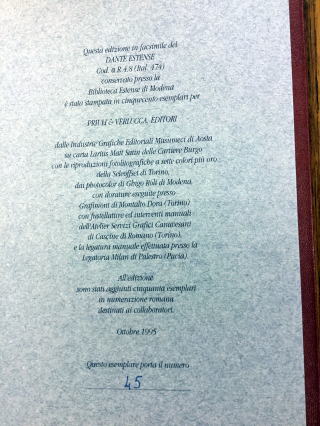 Questa edizione in facsimile del
DANTE ESTENSE
Cod. α R.4.8 (Ital. 474)
conservato presso la
Biblioteca Estense di Modena
è stata stampata in cinquecento esemplari per
PRIULI & VERLUCCA, EDITORI
dalle Industrie Grafiche Editoriali Musumeci di Aosta
su carta Larius Matt Satin delle Cartiere Burgo
con le riproduzioni fotolitografiche a sette colori più oro
della Seleoffset di Torino,
dai photocolor di Ghigo Roli di Modena,
con dorature eseguite presso
Grafinioni di Montalto Dora (Torino)
con fustellature ed interventi manuali
dell'Atelier Servizi Grafici Canavesani
di Cascine di Romano (Torino),
e la legatura manuale effettuata presso la
Legatoria Milan di Palestro (Pavia).
All'edizione
sono stati aggiunti cinquanta esemplari
in numerazione romana
destinati ai collaboratori.
Ottobre 1995
Questo esemplare porta il numero
45